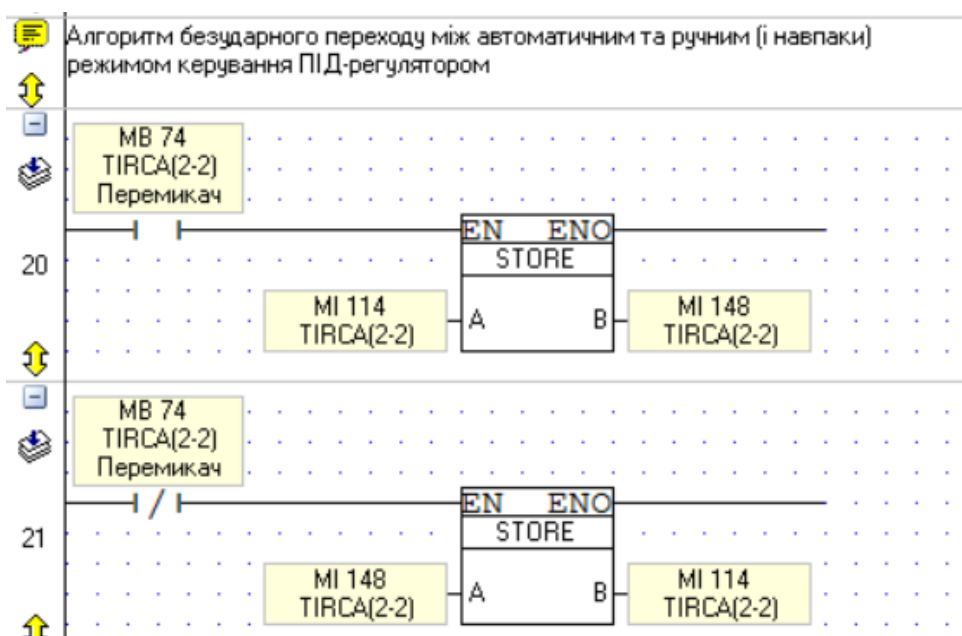 Алгоритм безударного переходу між автоматичним та ручним (і навпаки)
режимом керування ПІД-регулятором
MB 74
TIRCA(2-2)
Перемикач
EN ENO
STORE
20
MI 114
TIRCA(2-2)
A B
MI 148
TIRCA(2-2)
MB 74
TIRCA(2-2)
Перемикач
EN ENO
STORE
21
MI 148
TIRCA(2-2)
A B
MI 114
TIRCA(2-2)